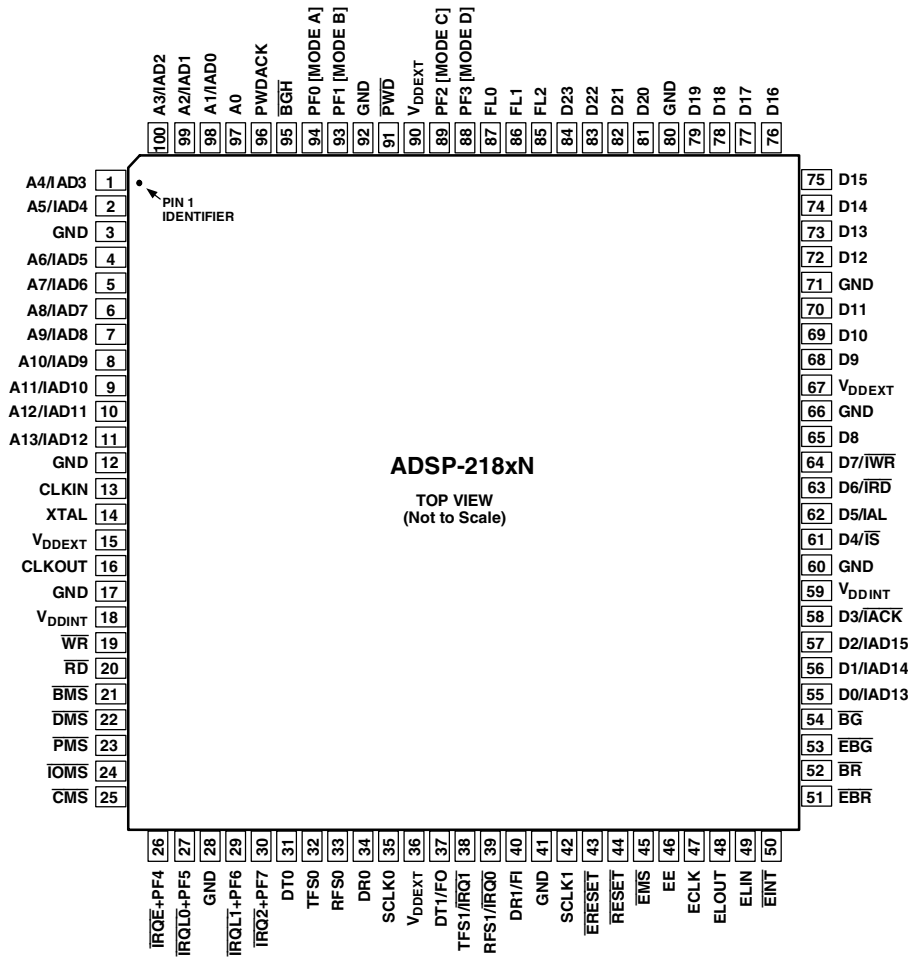 A3/IAD2
A2/IAD1
A1/IAD0
A0
PWDACK
BGH
PF0 [MODE A]
PF1 [MODE B]
GND
PWD
VDDEXT
PF2 [MODE C]
PF3 [MODE D]
FL0
FL1
FL2
D23
D22
D21
D20
GND
D19
D18
D17
D16
100
99
98
97
96
95
94
93
92
91
90
89
88
87
86
85
84
83
82
81
80
79
78
77
76
A4/IAD3 1
A5/IAD4 2
GND 3
A6/IAD5 4
A7/IAD6 5
A8/IAD7 6
A9/IAD8 7
A10/IAD9 8
A11/IAD10 9
A12/IAD11 10
A13/IAD12 11
GND 12
CLKIN 13
XTAL 14
VDDEXT 15
CLKOUT 16
GND 17
VDDINT 18
WR 19
RD 20
BMS 21
DMS 22
PMS 23
IOMS 24
CMS 25
PIN 1
IDENTIFIER
ADSP-218xN
TOP VIEW
(Not to Scale)
75 D15
74 D14
73 D13
72 D12
71 GND
70 D11
69 D10
68 D9
67 VDDEXT
66 GND
65 D8
64 D7/IWR
63 D6/IRD
62 D5/IAL
61 D4/IS
60 GND
59 VDDINT
58 D3/IACK
57 D2/IAD15
56 D1/IAD14
55 D0/IAD13
54 BG
53 EBG
52 BR
51 EBR
26
27
28
29
30
31
32
33
34
35
36
37
38
39
40
41
42
43
44
45
46
47
48
49
50
IRQE+PF4
IRQL0+PF5
GND
IRQL1+PF6
IRQ2+PF7
DT0
TFS0
RFS0
DR0
SCLK0
VDDEXT
DT1/FO
TFS1/IRQ1
RFS1/IRQ0
DR1/FI
GND
SCLK1
ERESET
RESET
EMS
EE
ECLK
ELOUT
ELIN
EINT